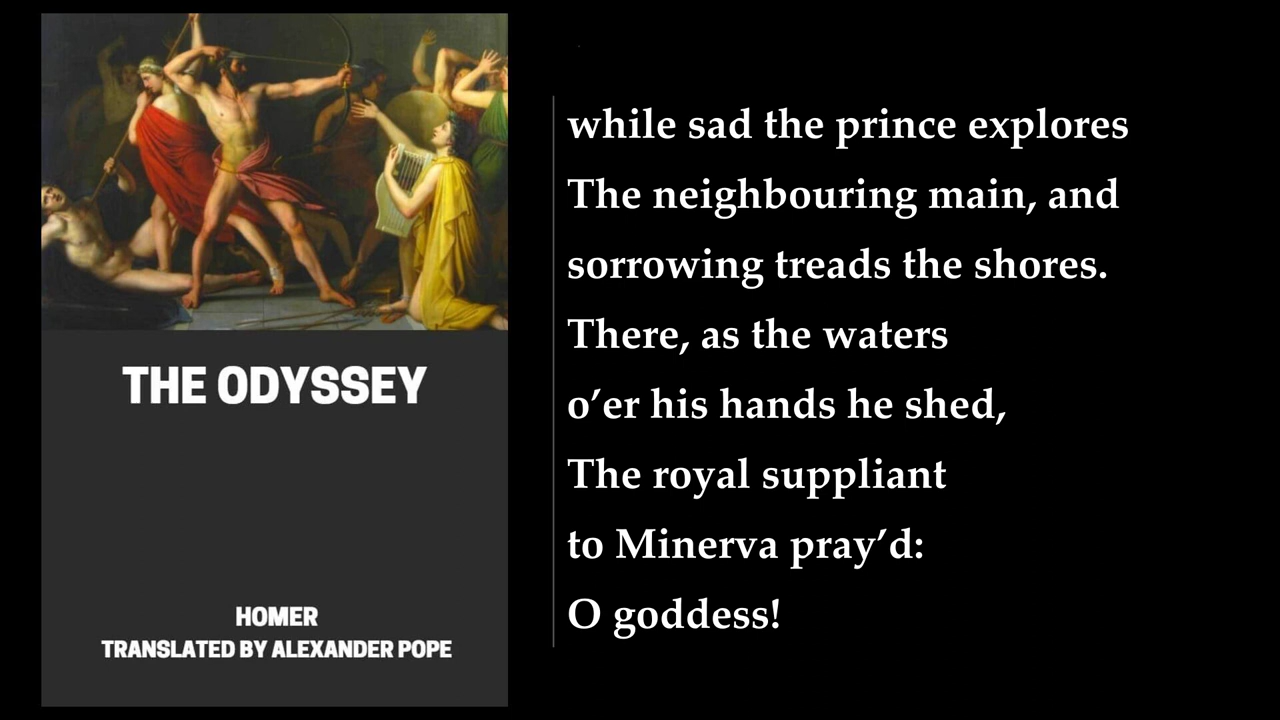 THE ODYSSEY
HOMER
TRANSLATED BY ALEXANDER POPE
while sad the prince explores
The neighbouring main, and
sorrowing treads the shores.
There, as the waters
o’er his hands he shed,
The royal suppliant
to Minerva pray’d:
O goddess!